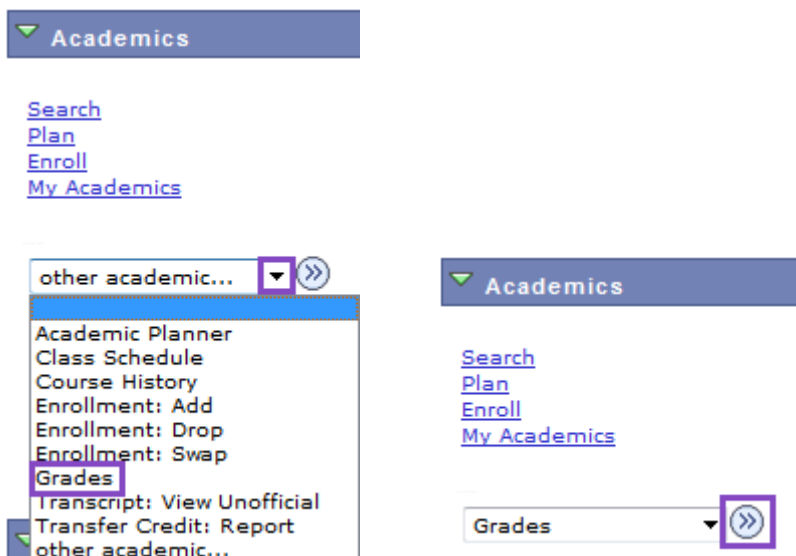 Academics
Search
Plan
Enroll
My Academics
other academic...
Academic Planner
Class Schedule
Course History
Enrollment: Add
Enrollment: Drop
Enrollment: Swap
Grades
Transcript: View Unofficial
Transfer Credit: Report
other academic...
Academics
Search
Plan
Enroll
My Academics
Grades